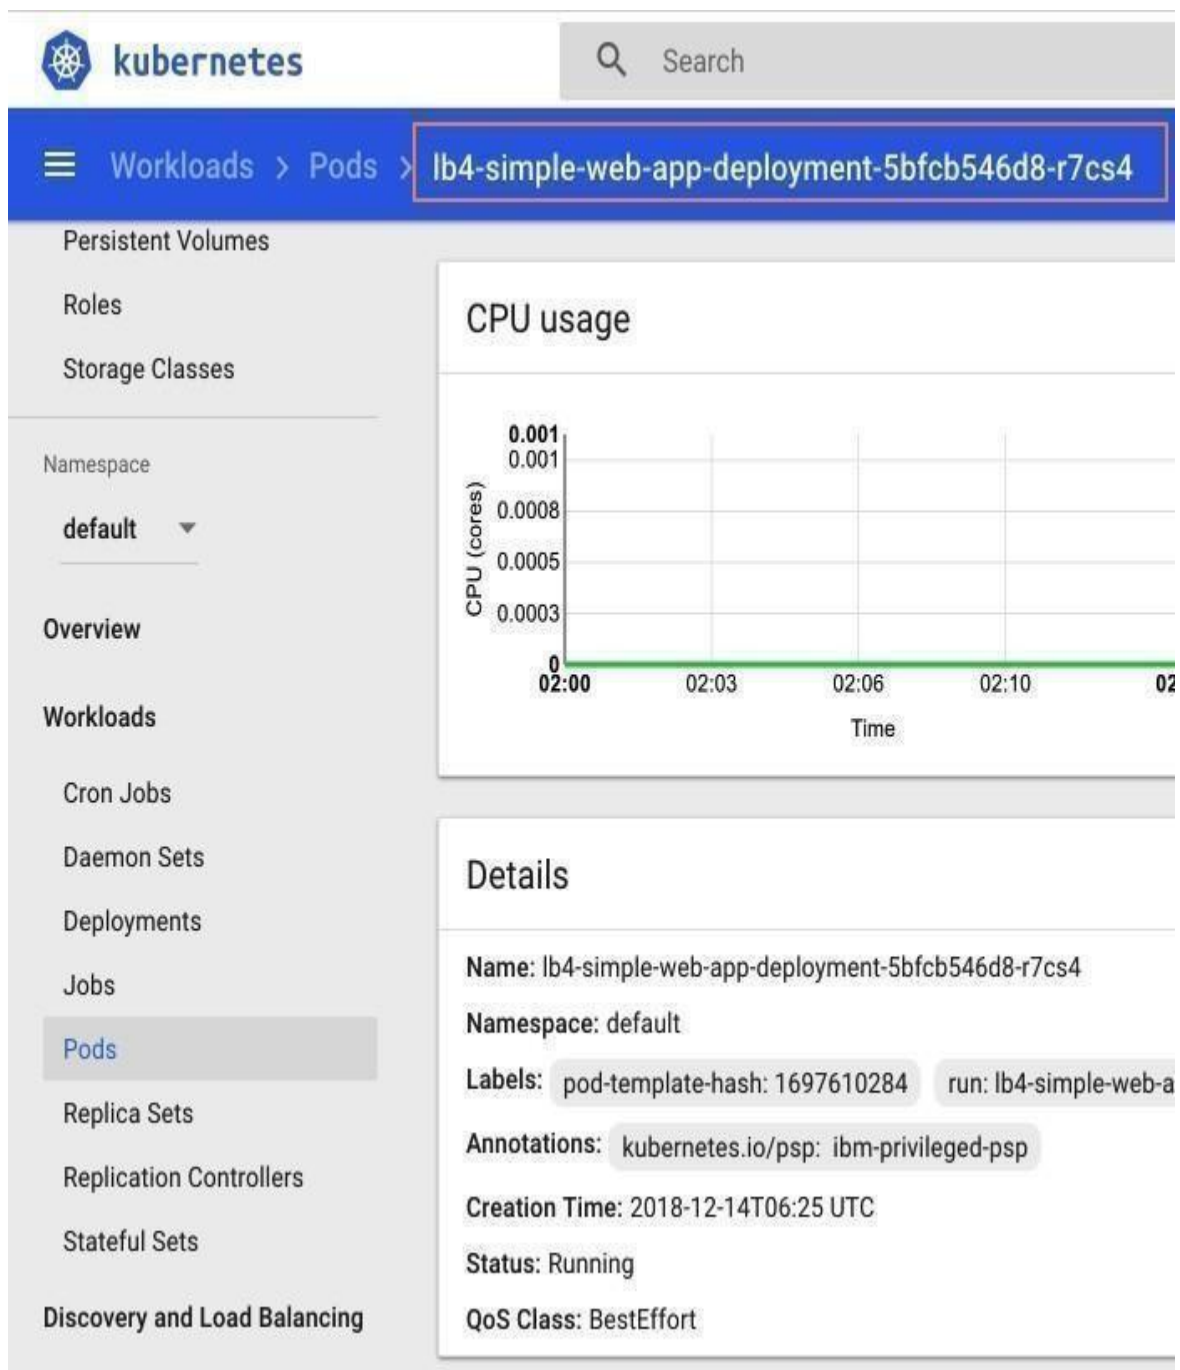 kubernetes
Search
Workloads > Pods > lb4-simple-web-app-deployment-5bfcb546d8-r7cs4
Persistent Volumes
Roles
Storage Classes
Namespace
default
Overview
Workloads
Cron Jobs
Daemon Sets
Deployments
Jobs
Pods
Replica Sets
Replication Controllers
Stateful Sets
Discovery and Load Balancing
CPU usage
CPU (cores)
0.001
0.001
0.0008
0.0005
0.0003
0
02:00 02:03 02:06 02:10 02
Time
Details
Name: lb4-simple-web-app-deployment-5bfcb546d8-r7cs4
Namespace: default
Labels: pod-template-hash: 1697610284 run: lb4-simple-web-a
Annotations: kubernetes.io/psp: ibm-privileged-psp
Creation Time: 2018-12-14T06:25 UTC
Status: Running
QoS Class: BestEffort